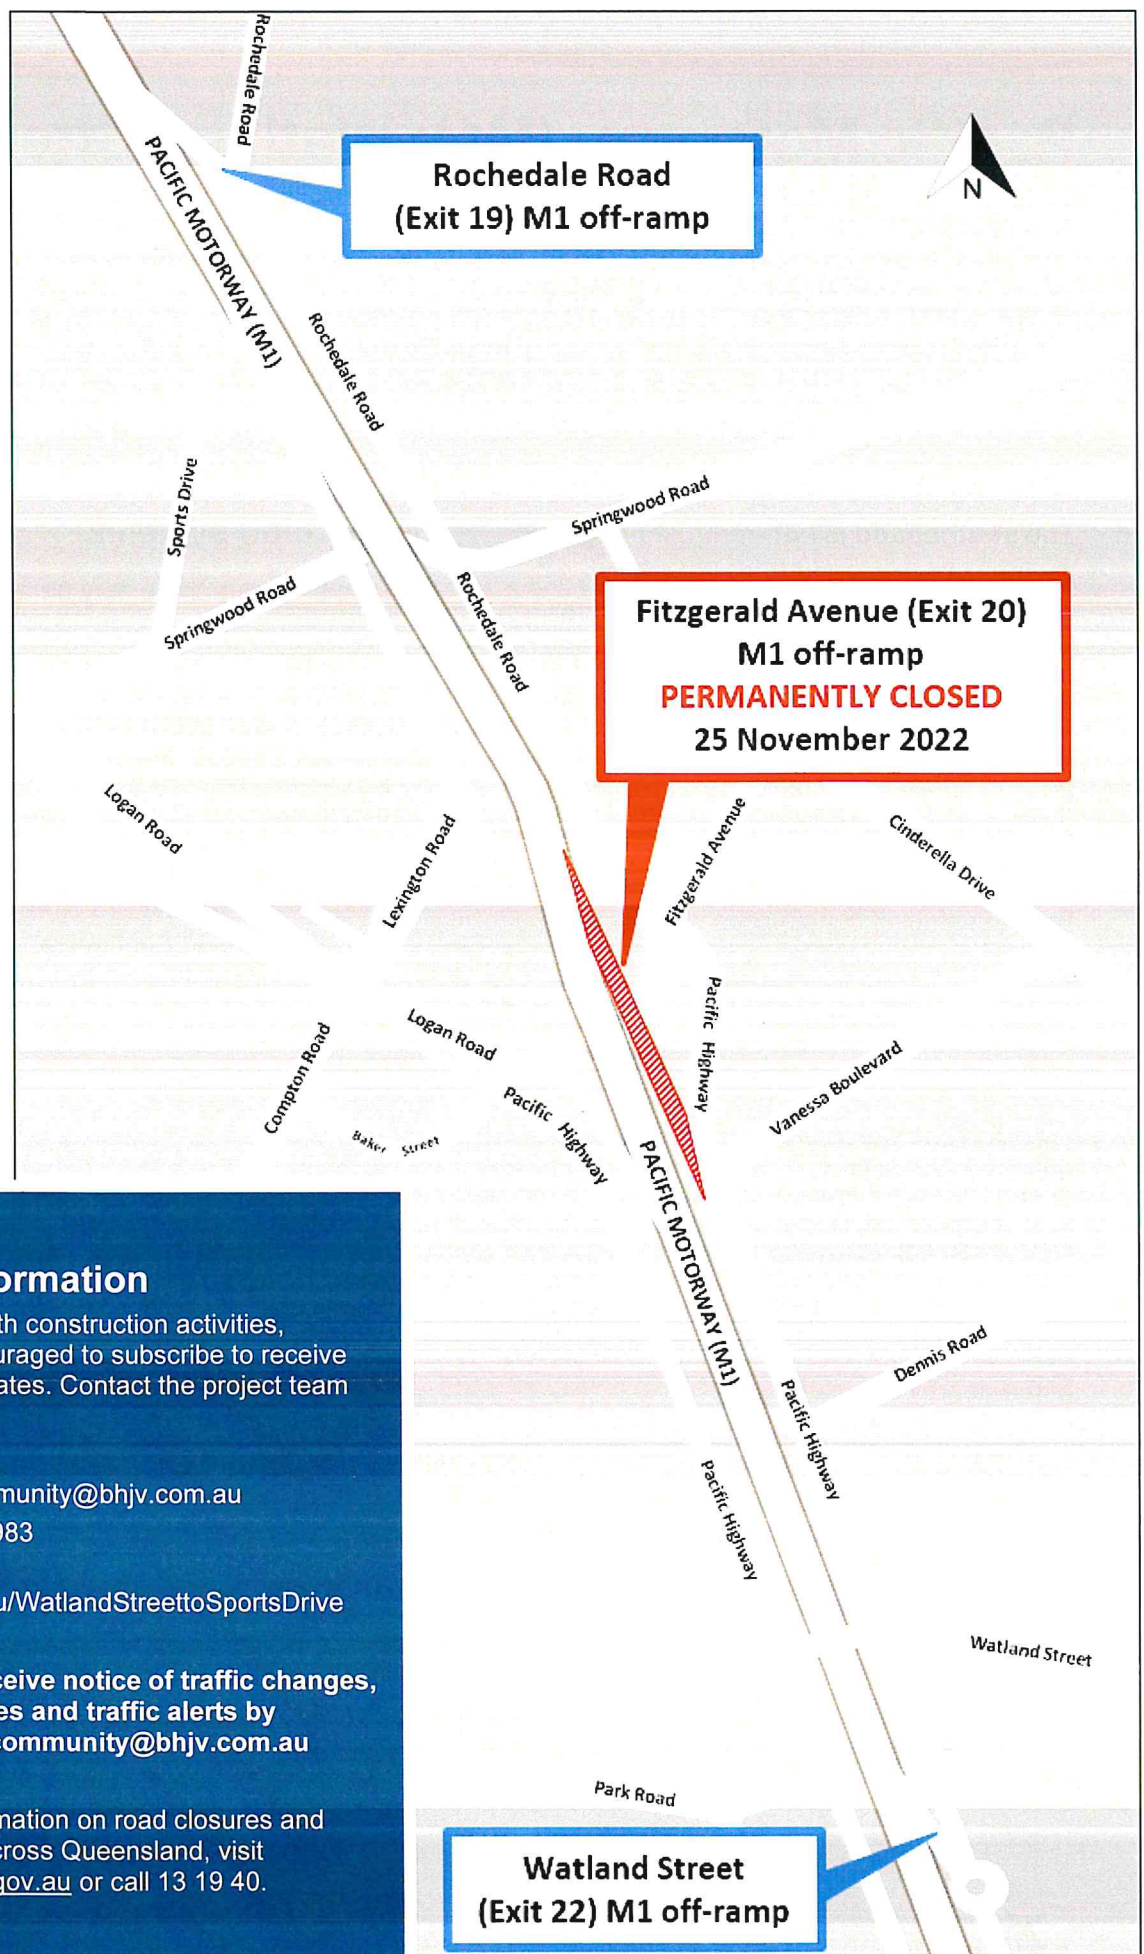 Rochedale Road
PACIFIC MOTORWAY (M1)
Rochedale Road
(Exit 19) M1 off-ramp
N
Rochedale Road
Sports Drive
Springwood Road
Springwood Road
Rochedale Road
Fitzgerald Avenue (Exit 20)
M1 off-ramp
PERMANENTLY CLOSED
25 November 2022
Logan Road
Lexington Road
Fitzgerald Avenue
Cinderella Drive
Pacific Highway
Logan Road
Compton Road
Vanessa Boulevard
Pacific Highway
Baker Street
PACIFIC MOTORWAY (M1)
Dennis Road
Pacific Highway
Pacific Highway
Watland Street
Park Road
Watland Street
(Exit 22) M1 off-ramp
ormation
th construction activities,
uraged to subscribe to receive
ates. Contact the project team
munity@bhjv.com.au
983
u/WatlandStreettoSportsDrive
ceive notice of traffic changes,
es and traffic alerts by
community@bhjv.com.au
mation on road closures and
cross Queensland, visit
gov.au or call 13 19 40.